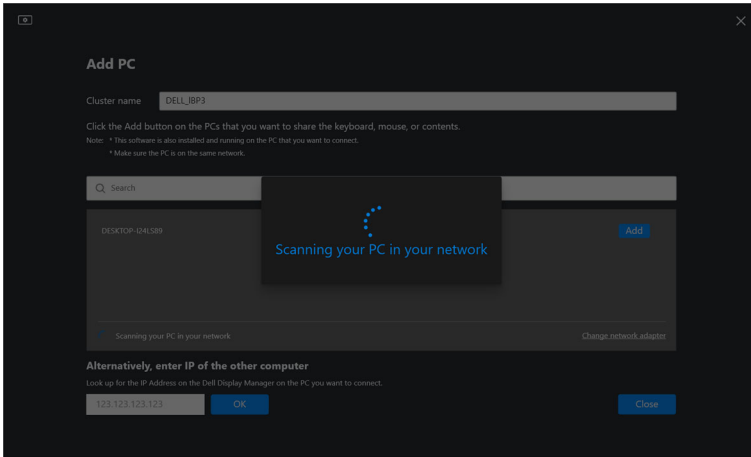 Add PC
Cluster name DELL_J8P3
Click the Add button on the PCs that you want to share the keyboard, mouse, or contents.
Note: * This software is also installed and running on the PC that you want to connect.
* Make sure the PC is on the same network.
Search
Scanning your PC in your network
DESKTOP-I24LS89 Add
Scanning your PC in your network Change network adapter
Alternatively, enter IP of the other computer
Look up for the IP Address on the Dell Display Manager on the PC you want to connect.
123.123.123.123 OK Close